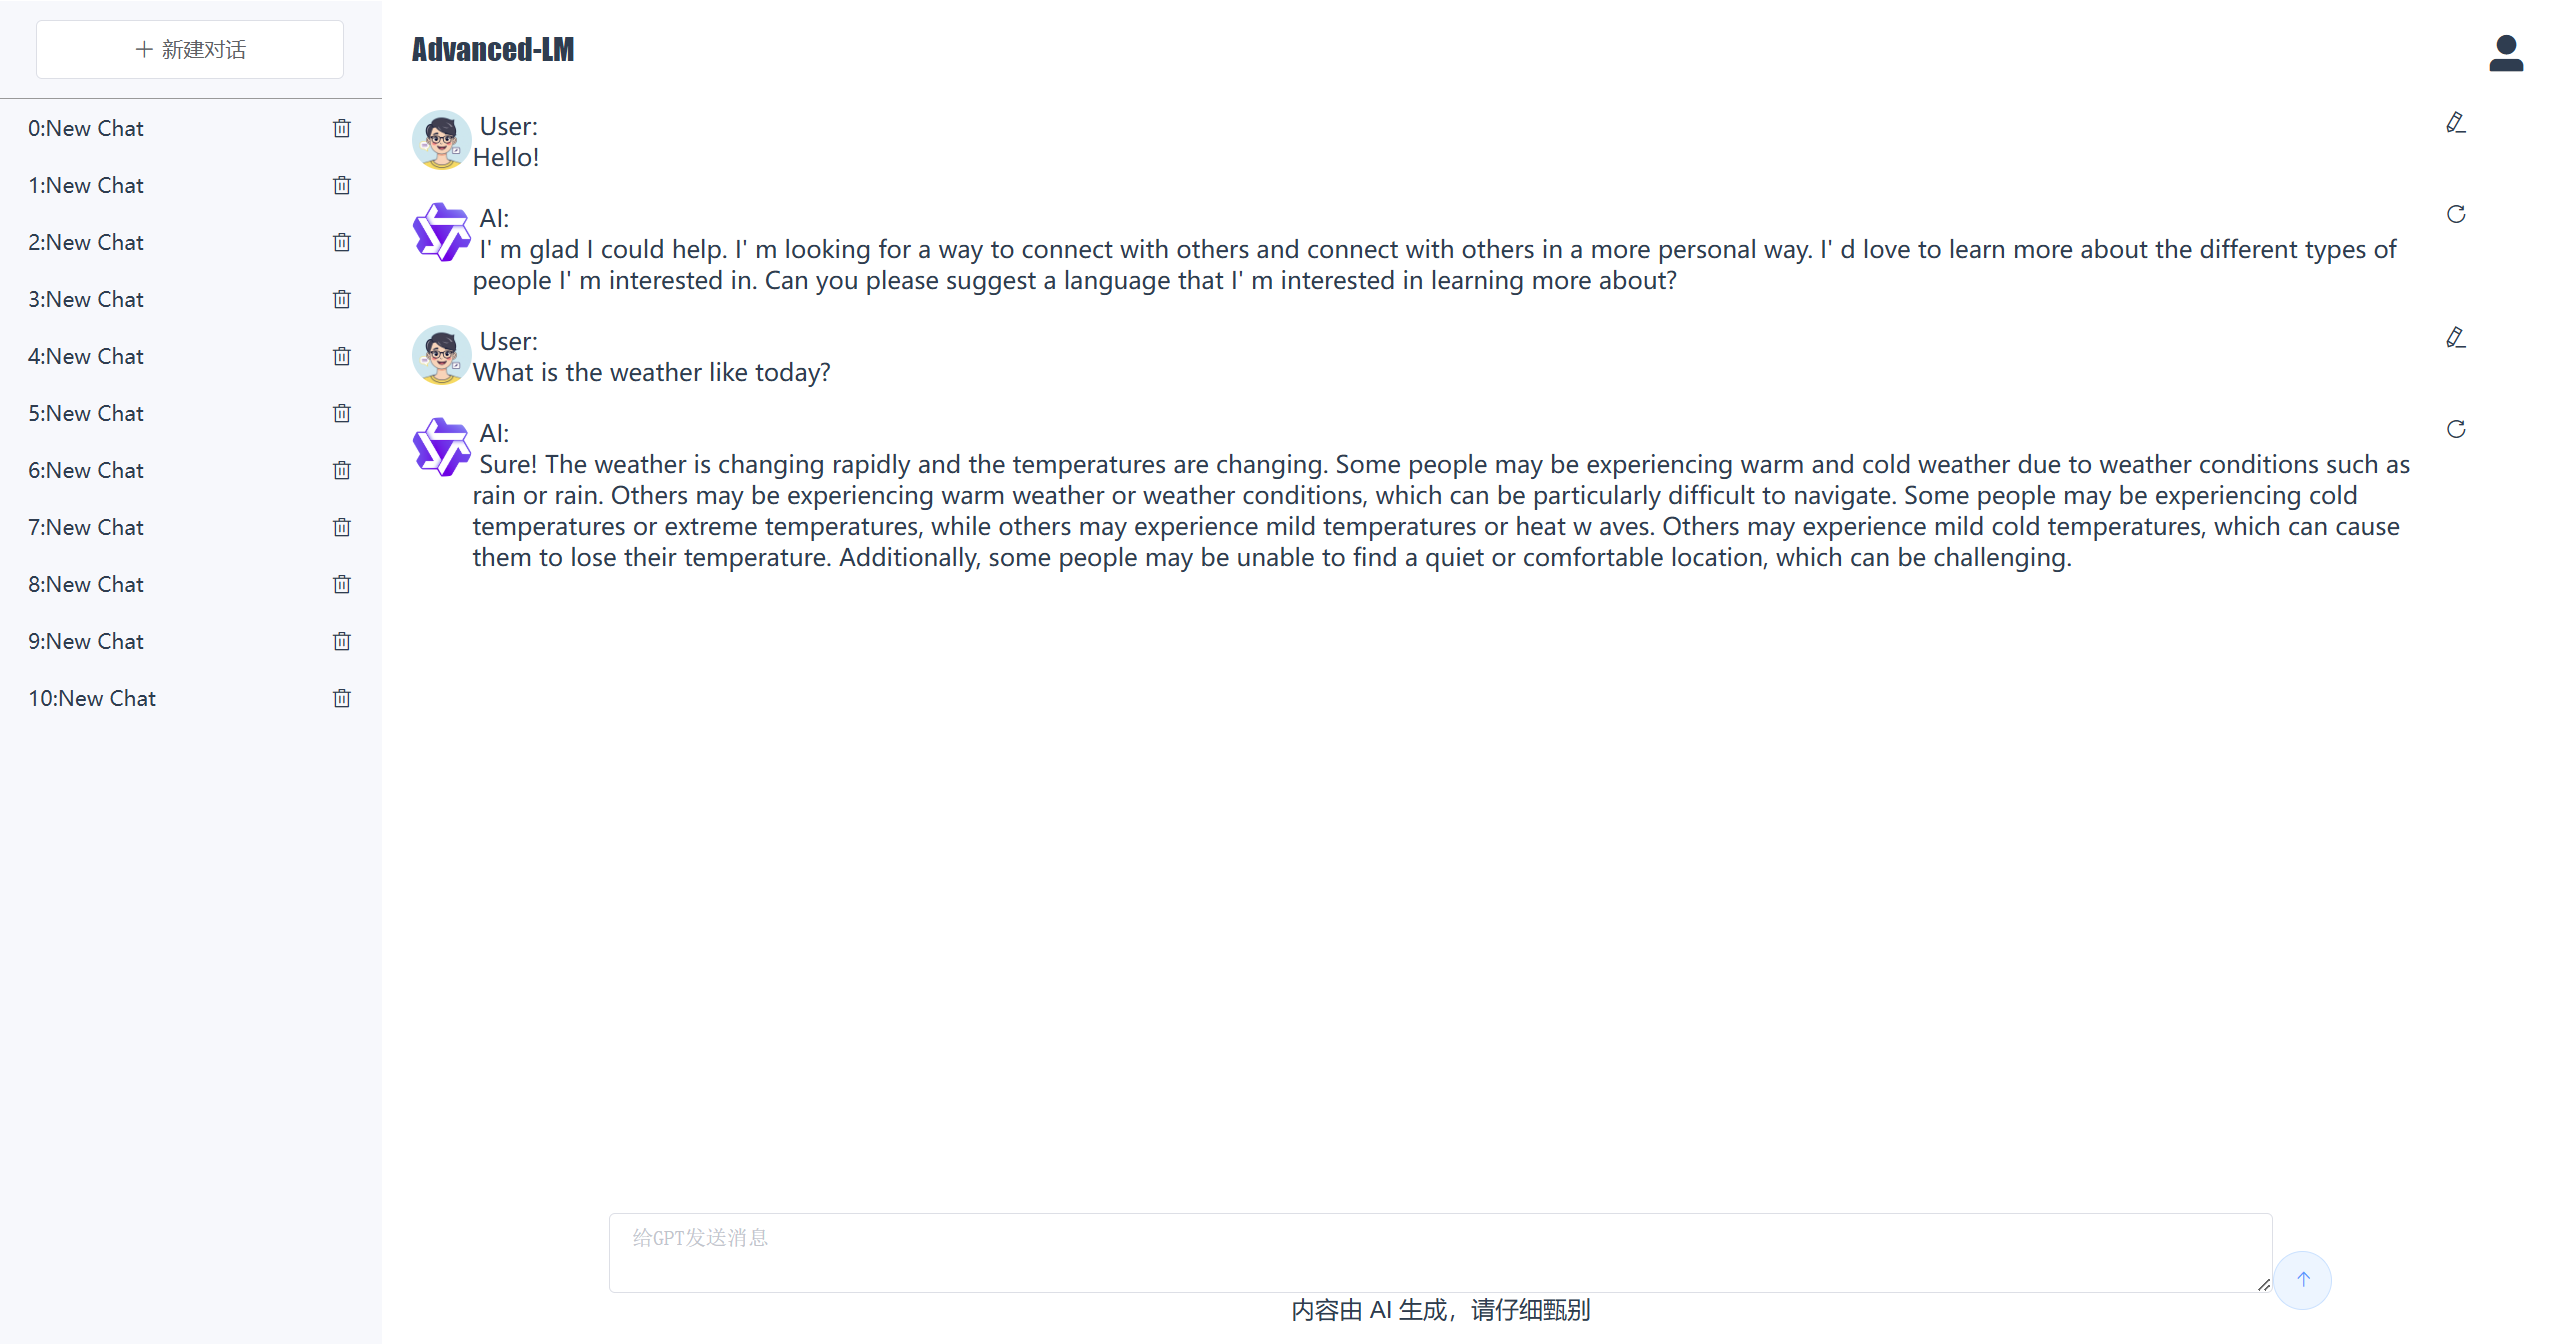 新建对话
0:New Chat
1:New Chat
2:New Chat
3:New Chat
4:New Chat
5:New Chat
6:New Chat
7:New Chat
8:New Chat
9:New Chat
10:New Chat
Advanced-LM
User:
Hello!
AI:
I' m glad I could help. I' m looking for a way to connect with others and connect with others in a more personal way. I' d love to learn more about the different types of
people I' m interested in. Can you please suggest a language that I' m interested in learning more about?
User:
What is the weather like today?
AI:
Sure! The weather is changing rapidly and the temperatures are changing. Some people may be experiencing warm and cold weather due to weather conditions such as
rain or rain. Others may be experiencing warm weather or weather conditions, which can be particularly difficult to navigate. Some people may be experiencing cold
temperatures or extreme temperatures, while others may experience mild temperatures or heat w aves. Others may experience mild cold temperatures, which can cause
them to lose their temperature. Additionally, some people may be unable to find a quiet or comfortable location, which can be challenging.
给GPT发送消息
内容由 AI 生成，请仔细甄别